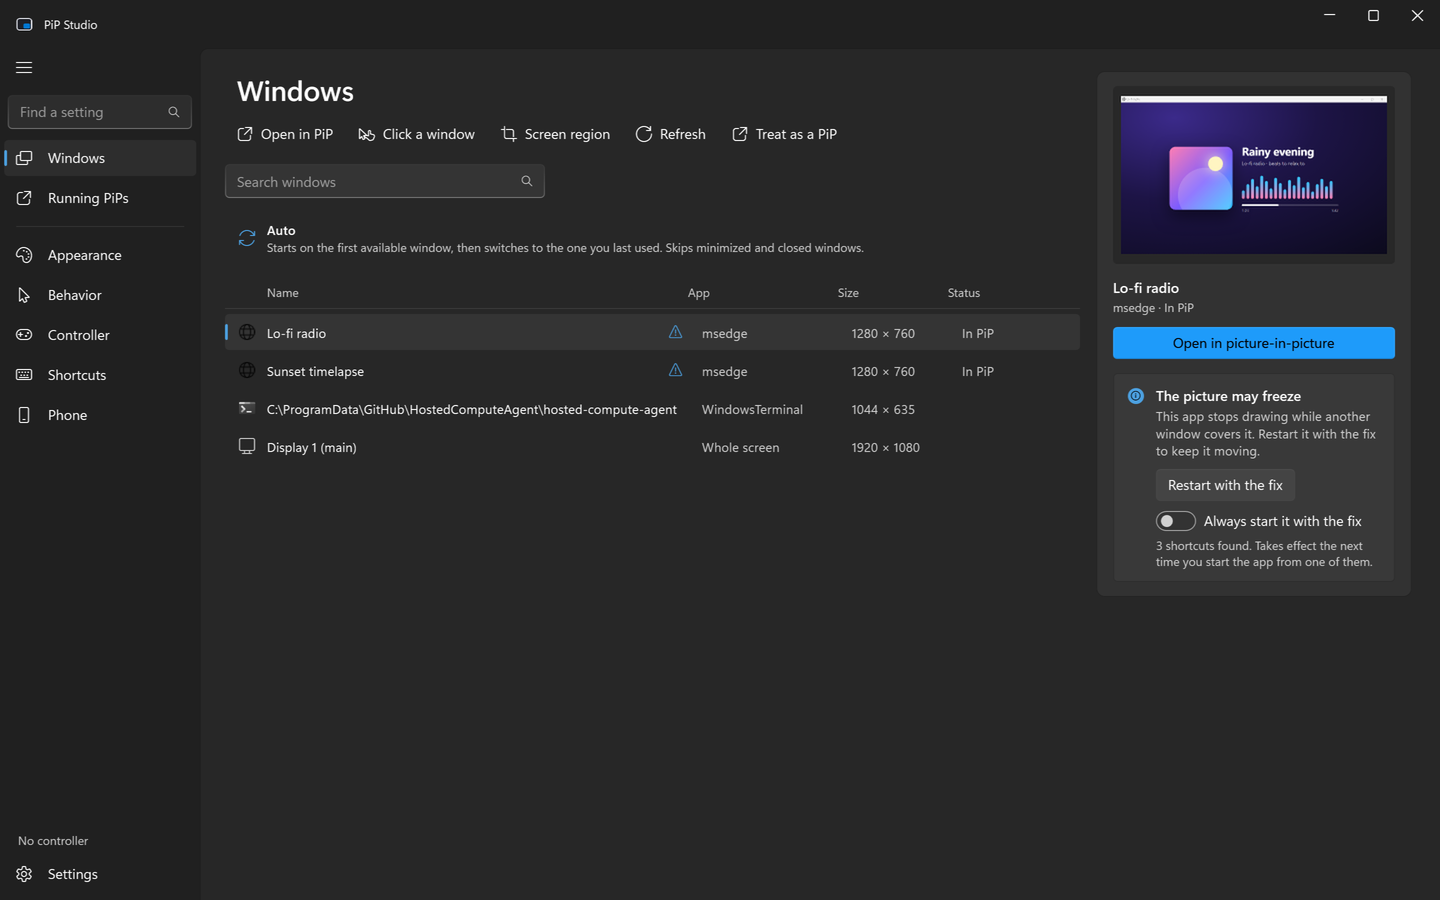 PiP Studio
Find a setting
Windows
Running PiPs
Appearance
Behavior
Controller
Shortcuts
Phone
No controller
Settings
Windows
Open in PiP
Click a window
Screen region
Refresh
Treat as a PiP
Search windows
Auto
Starts on the first available window, then switches to the one you last used. Skips minimized and closed windows.
Name App Size Status
Lo-fi radio msedge 1280 × 760 In PiP
Sunset timelapse msedge 1280 × 760 In PiP
C:\ProgramData\GitHub\HostedComputeAgent\hosted-compute-agent WindowsTerminal 1044 × 635
Display 1 (main) Whole screen 1920 × 1080
Rainy evening
Lo-fi radio · beats to relax to
Lo-fi radio
msedge · In PiP
Open in picture-in-picture
The picture may freeze
This app stops drawing while another
window covers it. Restart it with the fix
to keep it moving.
Restart with the fix
Always start it with the fix
3 shortcuts found. Takes effect the next
time you start the app from one of them.